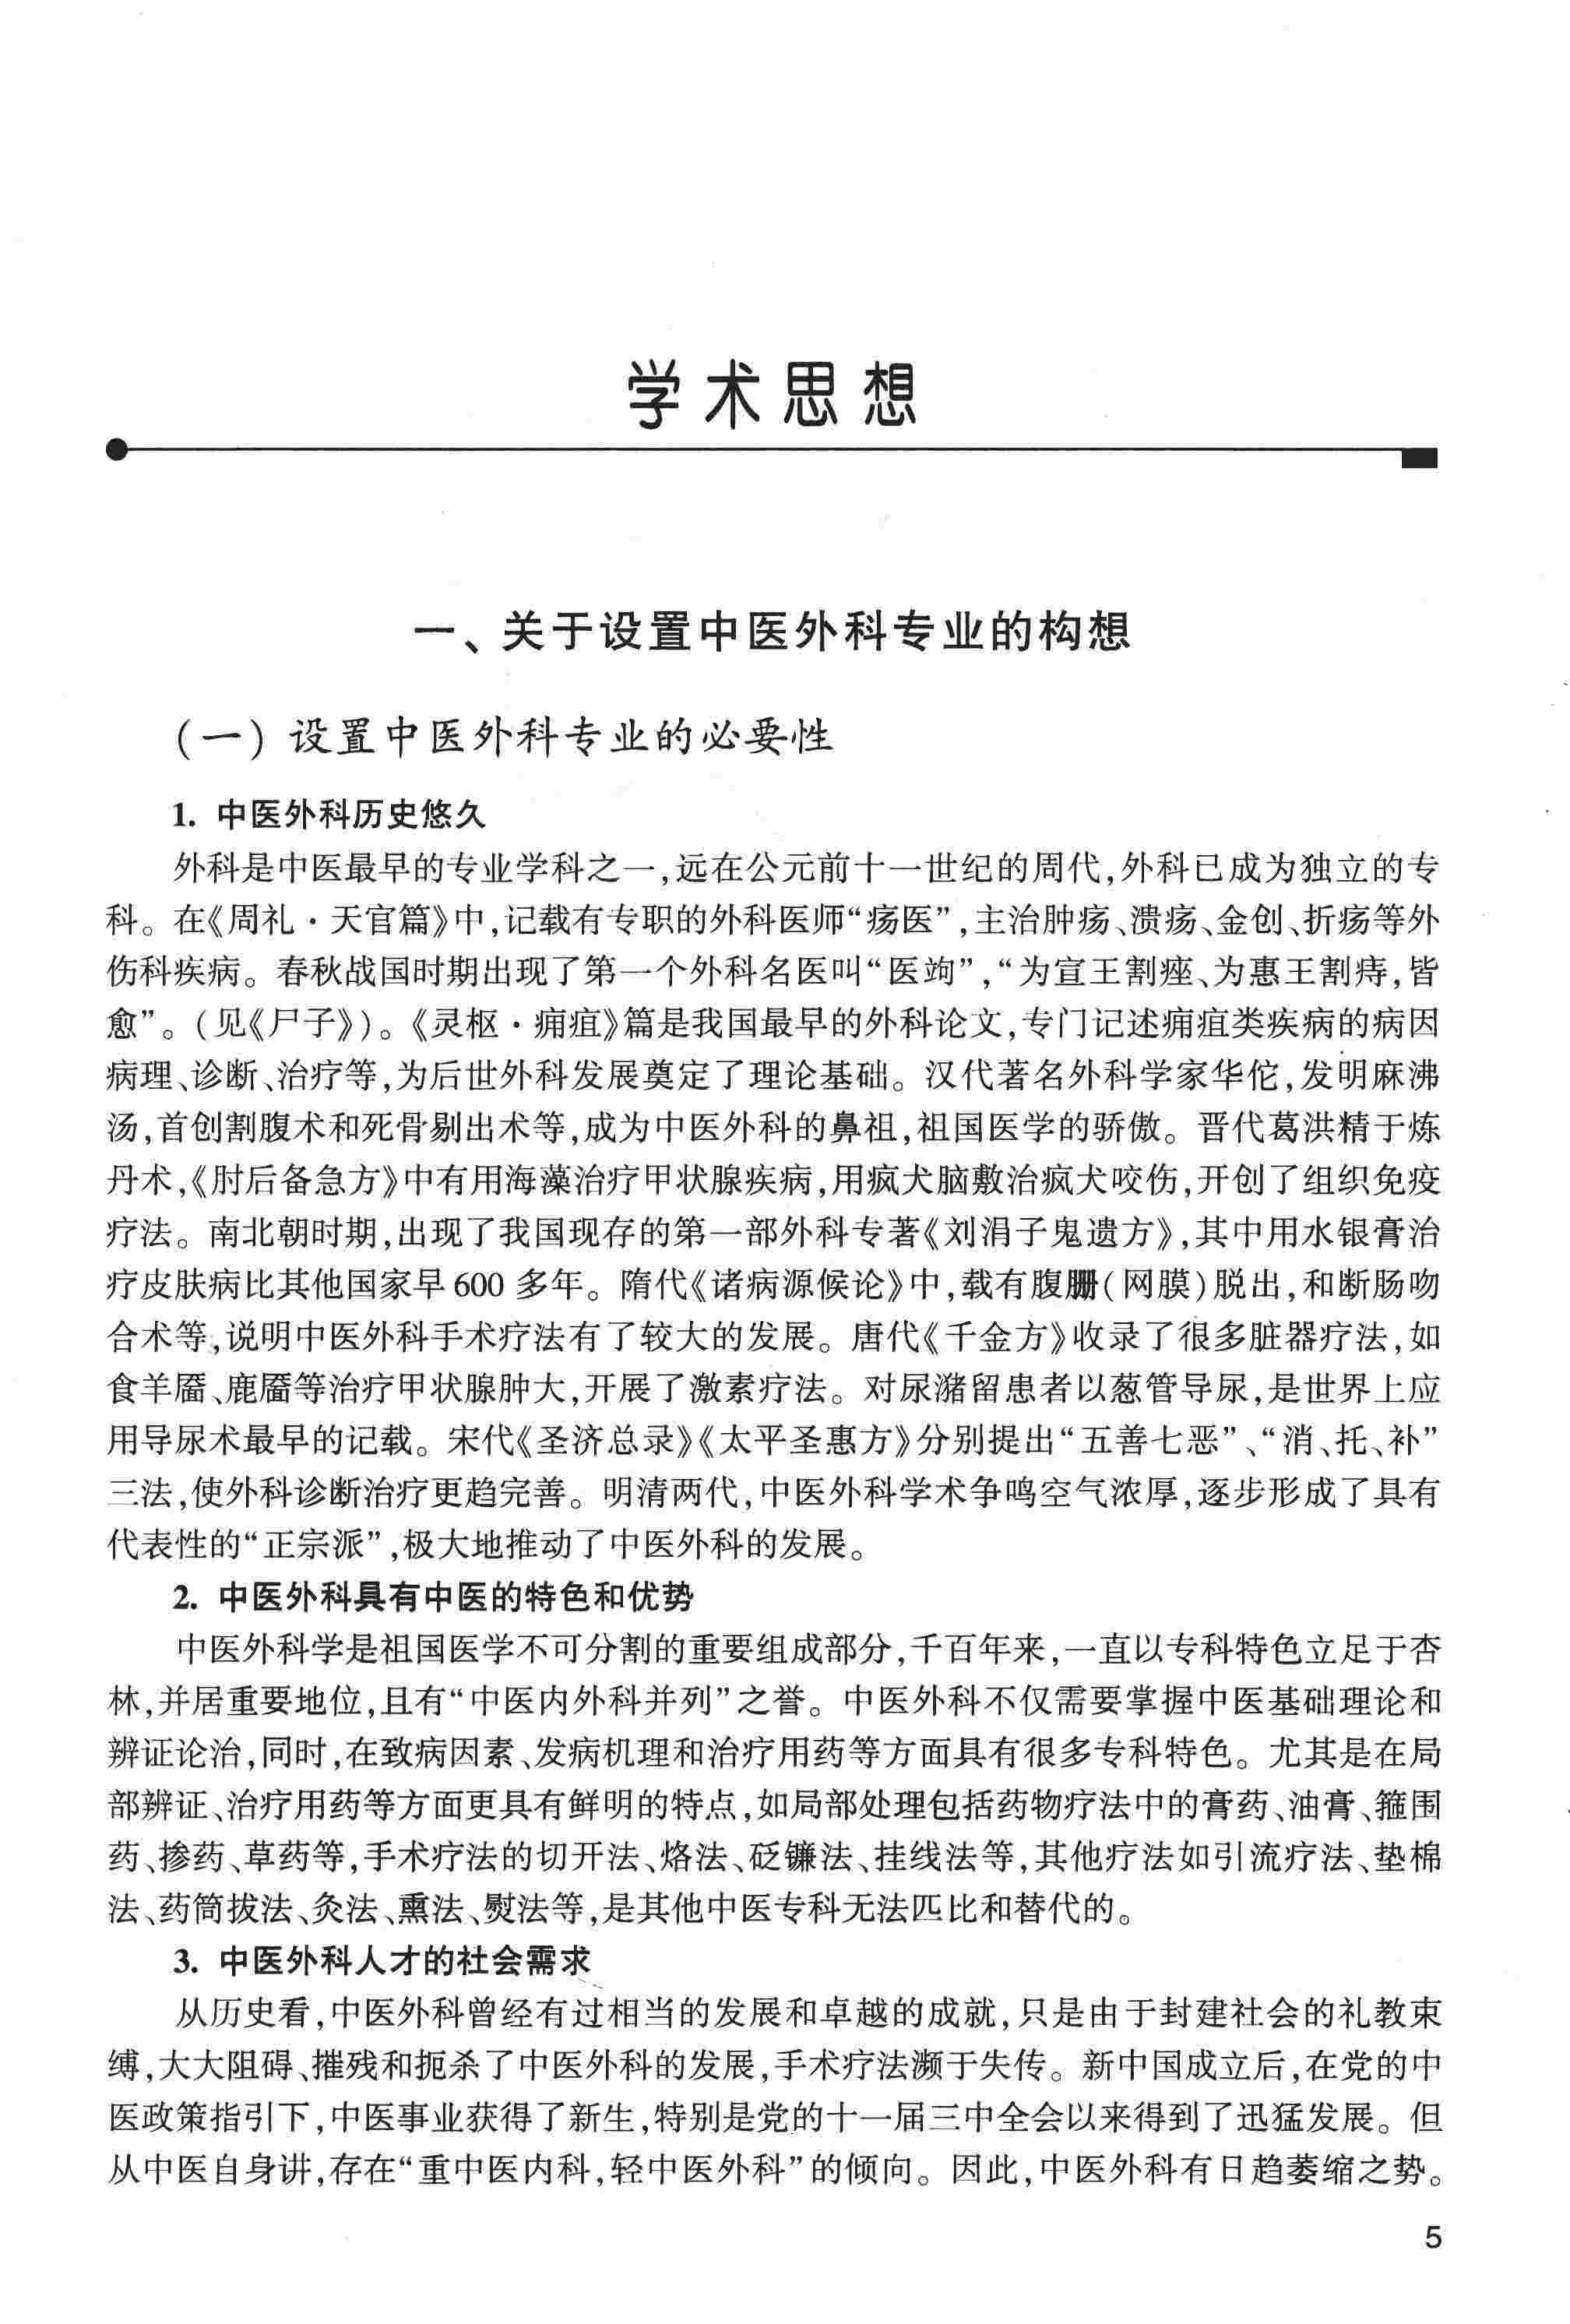 学术思想
一、关于设置中医外科专业的构想
(一) 设置中医外科专业的必要性
1. 中医外科历史悠久
外科是中医最早的专业学科之一,远在公元前十一世纪的周代,外科已成为独立的专
科。在《周礼·天官篇》中,记载有专职的外科医师“疡医”,主治肿疡、溃疡、金创、折疡等外
伤科疾病。春秋战国时期出现了第一个外科名医叫“医竘”,“为宣王割痤、为惠王割痔,皆
愈”。(见《尸子》)。《灵枢·痈疽》篇是我国最早的外科论文,专门记述痈疽类疾病的病因
病理、诊断、治疗等,为后世外科发展奠定了理论基础。汉代著名外科学家华佗,发明麻沸
汤,首创割腹术和死骨剔出术等,成为中医外科的鼻祖,祖国医学的骄傲。晋代葛洪精于炼
丹术,《肘后备急方》中有用海藻治疗甲状腺疾病,用疯犬脑敷治疯犬咬伤,开创了组织免疫
疗法。南北朝时期,出现了我国现存的第一部外科专著《刘涓子鬼遗方》,其中用水银膏治
疗皮肤病比其他国家早 600 多年。隋代《诸病源候论》中,载有腹䏝(网膜)脱出,和断肠吻
合术等,说明中医外科手术疗法有了较大的发展。唐代《千金方》收录了很多脏器疗法,如
食羊靥、鹿靥等治疗甲状腺肿大,开展了激素疗法。对尿潴留患者以葱管导尿,是世界上应
用导尿术最早的记载。宋代《圣济总录》《太平圣惠方》分别提出“五善七恶”、“消、托、补”
三法,使外科诊断治疗更趋完善。明清两代,中医外科学术争鸣空气浓厚,逐步形成了具有
代表性的“正宗派”,极大地推动了中医外科的发展。
2. 中医外科具有中医的特色和优势
中医外科学是祖国医学不可分割的重要组成部分,千百年来,一直以专科特色立足于杏
林,并居重要地位,且有“中医内外科并列”之誉。中医外科不仅需要掌握中医基础理论和
辨证论治,同时,在致病因素、发病机理和治疗用药等方面具有很多专科特色。尤其是在局
部辨证、治疗用药等方面更具有鲜明的特点,如局部处理包括药物疗法中的膏药、油膏、箍围
药、掺药、草药等,手术疗法的切开法、烙法、砭镰法、挂线法等,其他疗法如引流疗法、垫棉
法、药筒拔法、灸法、熏法、熨法等,是其他中医专科无法匹比和替代的。
3. 中医外科人才的社会需求
从历史看,中医外科曾经有过相当的发展和卓越的成就,只是由于封建社会的礼教束
缚,大大阻碍、摧残和扼杀了中医外科的发展,手术疗法濒于失传。新中国成立后,在党的中
医政策指引下,中医事业获得了新生,特别是党的十一届三中全会以来得到了迅猛发展。但
从中医自身讲,存在“重中医内科,轻中医外科”的倾向。因此,中医外科有日趋萎缩之势。
5